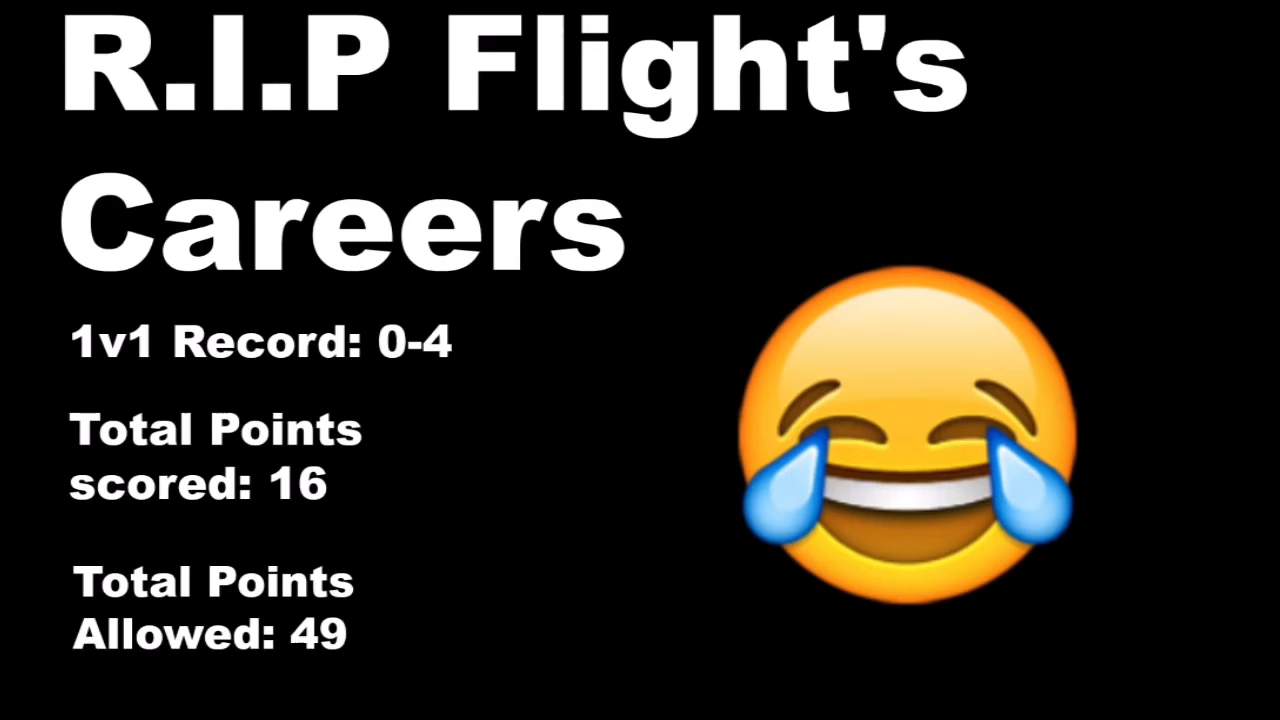 R.I.P Flight's
Careers
1v1 Record: 0-4
Total Points
scored: 16
Total Points
Allowed: 49